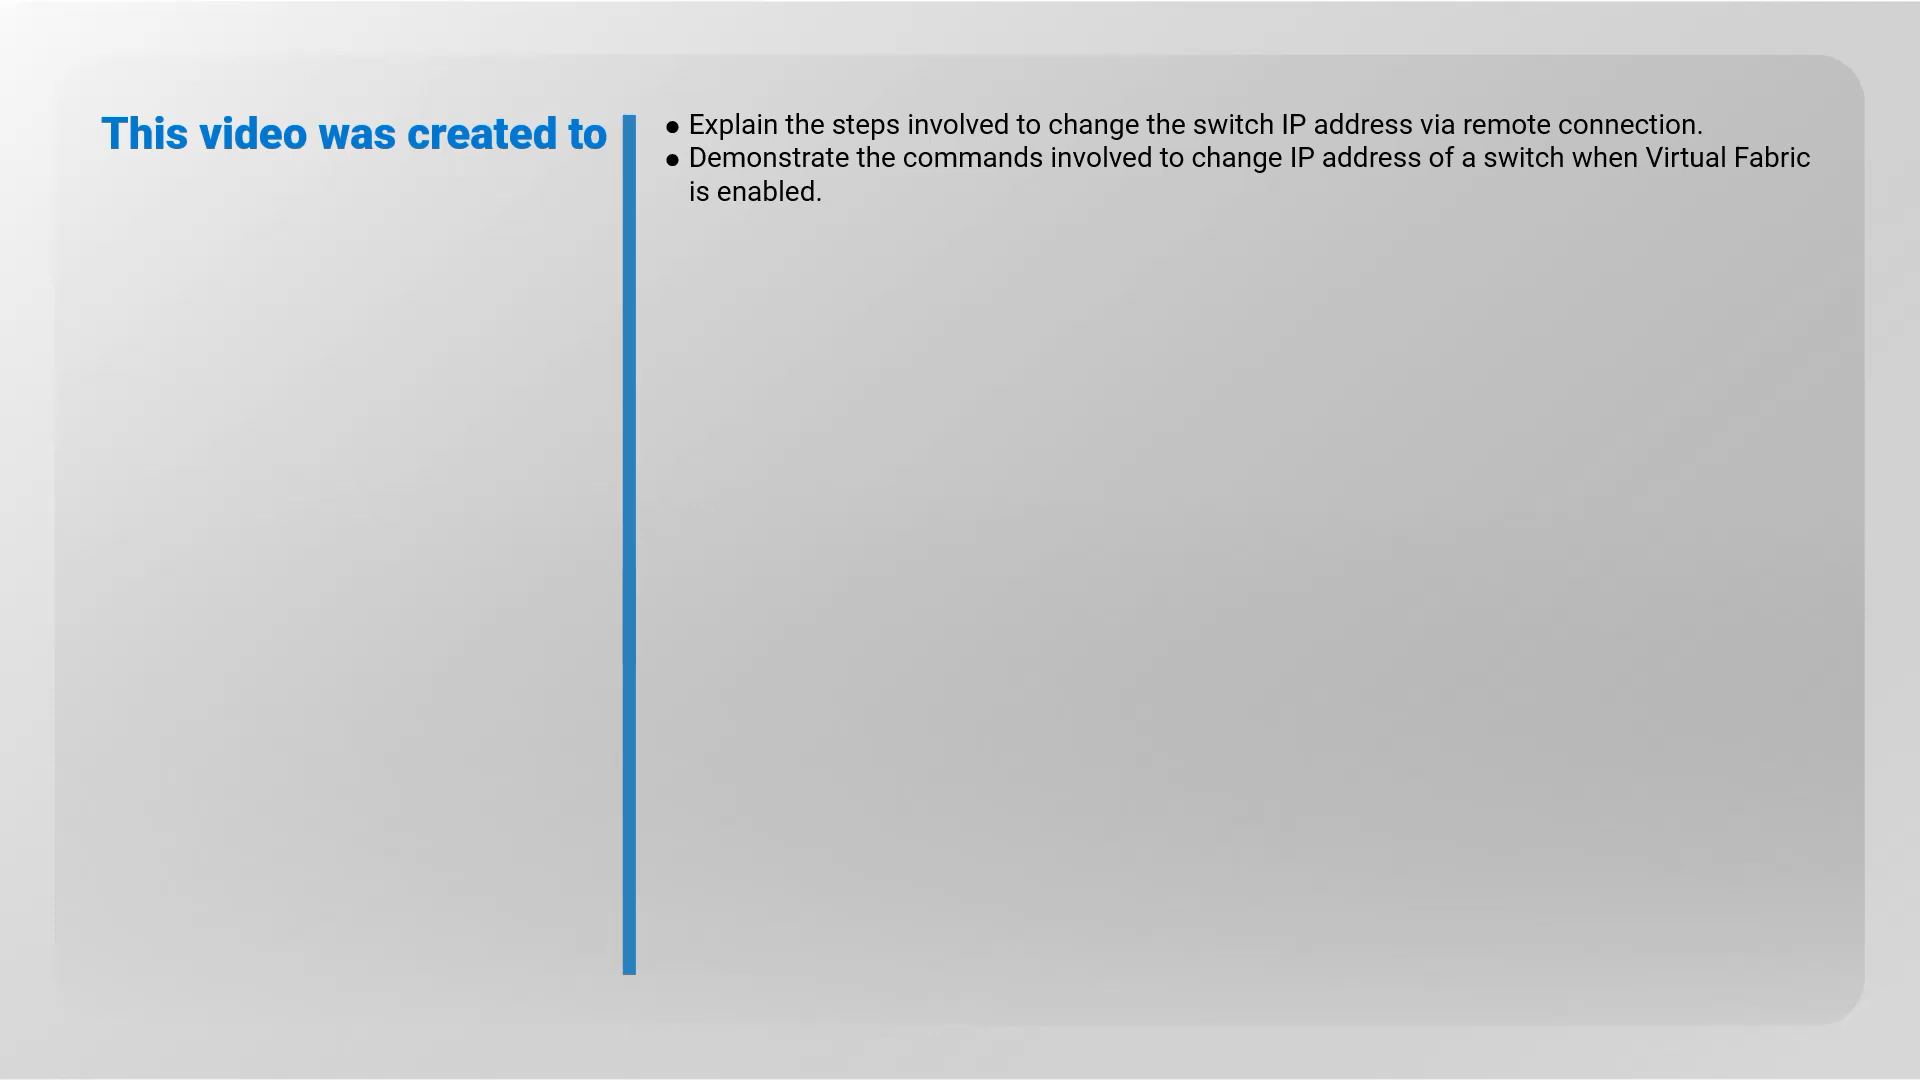 This video was created to
● Explain the steps involved to change the switch IP address via remote connection.
● Demonstrate the commands involved to change IP address of a switch when Virtual Fabric
is enabled.